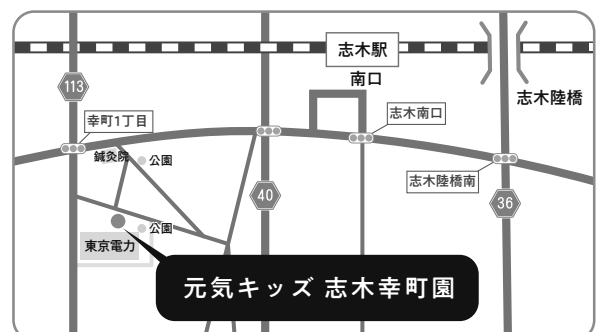 志木駅
南口
志木陸橋
113
幸町1丁目
志木南口
鍼灸院
公園
志木陸橋南
40
36
公園
東京電力
元気キッズ 志木幸町園